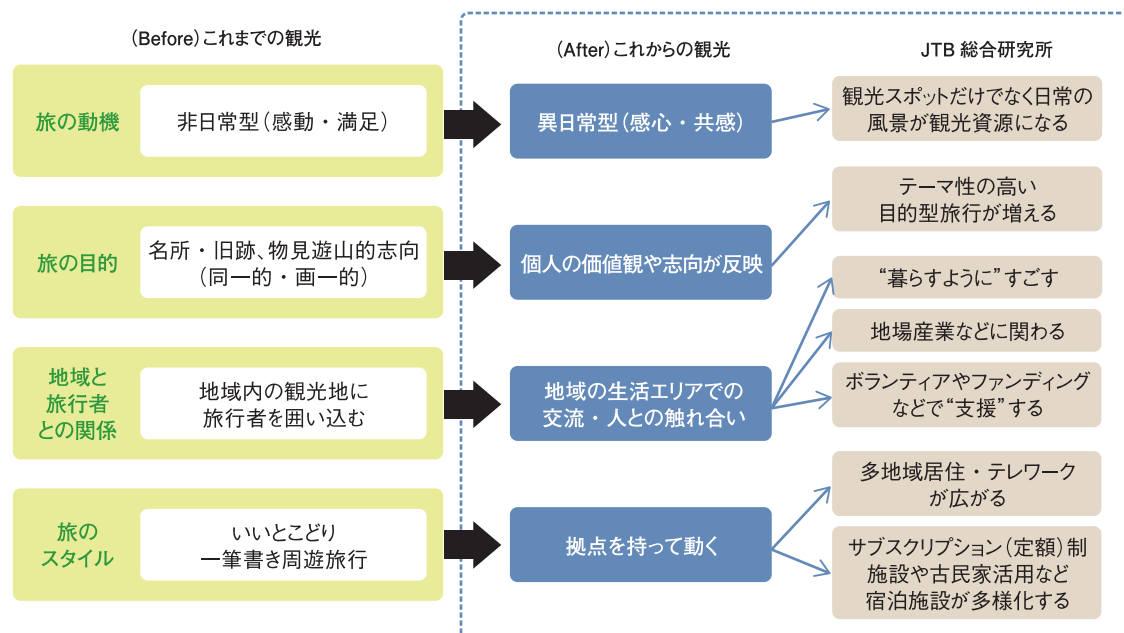 (Before)これまでの観光
(After)これからの観光
JTB 総合研究所
旅の動機
非日常型(感動・満足)
異日常型(感心・共感)
観光スポットだけでなく日常の
風景が観光資源になる
旅の目的
名所・旧跡、物見遊山的志向
(同一的・画一的)
個人の価値観や志向が反映
テーマ性の高い
目的型旅行が増える
地域と
旅行者
との関係
地域内の観光地に
旅行者を囲い込む
地域の生活エリアでの
交流・人との触れ合い
“暮らすように”すごす
地場産業などに関わる
ボランティアやファンディング
などで“支援”する
旅の
スタイル
いいとこどり
一筆書き周遊旅行
拠点を持って動く
多地域居住・テレワーク
が広がる
サブスクリプション(定額)制
施設や古民家活用など
宿泊施設が多様化する